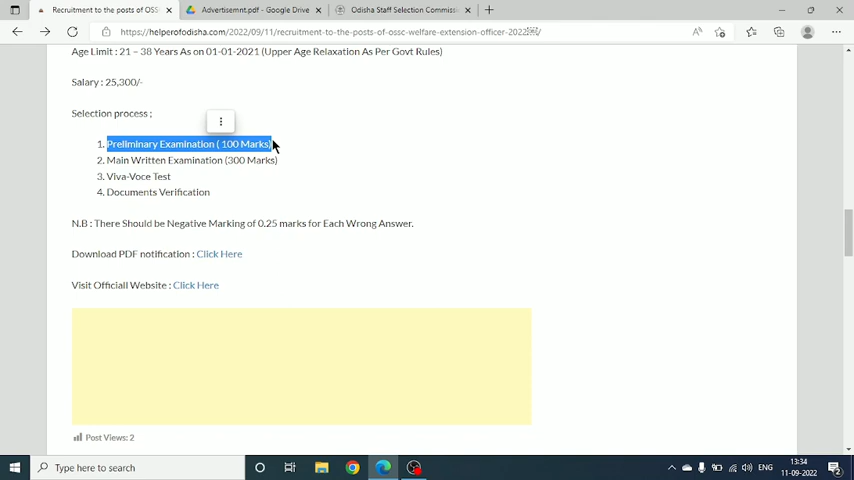 Recruitment to the posts of OSS
Advertisemnt.pdf - Google Drive
Odisha Staff Selection Commissi
https://helperofodisha.com/2022/09/11/recruitment-to-the-posts-of-ossc-welfare-extension-officer-2022/
Age Limit : 21 – 38 Years As on 01-01-2021 (Upper Age Relaxation As Per Govt Rules)
Salary : 25,300/-
Selection process ;
1. Preliminary Examination ( 100 Marks)
2. Main Written Examination (300 Marks)
3. Viva-Voce Test
4. Documents Verification
N.B : There Should be Negative Marking of 0.25 marks for Each Wrong Answer.
Download PDF notification : Click Here
Visit Officiall Website : Click Here
Post Views: 2
Type here to search
ENG
13:34
11-09-2022
2